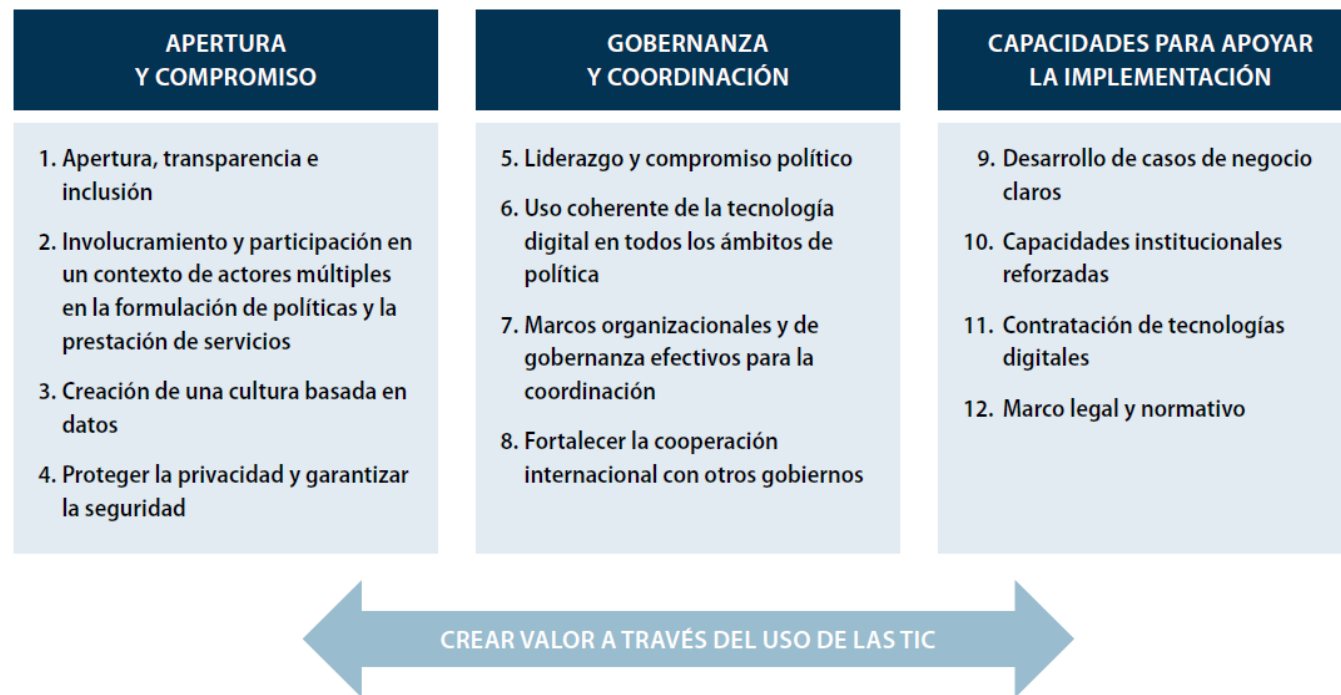 APERTURA
Y COMPROMISO
1. Apertura, transparencia e
inclusión
2. Involucramiento y participación en
un contexto de actores múltiples
en la formulación de políticas y la
prestación de servicios
3. Creación de una cultura basada en
datos
4. Proteger la privacidad y garantizar
la seguridad
GOBERNANZA
Y COORDINACIÓN
5. Liderazgo y compromiso político
6. Uso coherente de la tecnología
digital en todos los ámbitos de
política
7. Marcos organizacionales y de
gobernanza efectivos para la
coordinación
8. Fortalecer la cooperación
internacional con otros gobiernos
CAPACIDADES PARA APOYAR
LA IMPLEMENTACIÓN
9. Desarrollo de casos de negocio
claros
10. Capacidades institucionales
reforzadas
11. Contratación de tecnologías
digitales
12. Marco legal y normativo
CREAR VALOR A TRAVÉS DEL USO DE LAS TIC